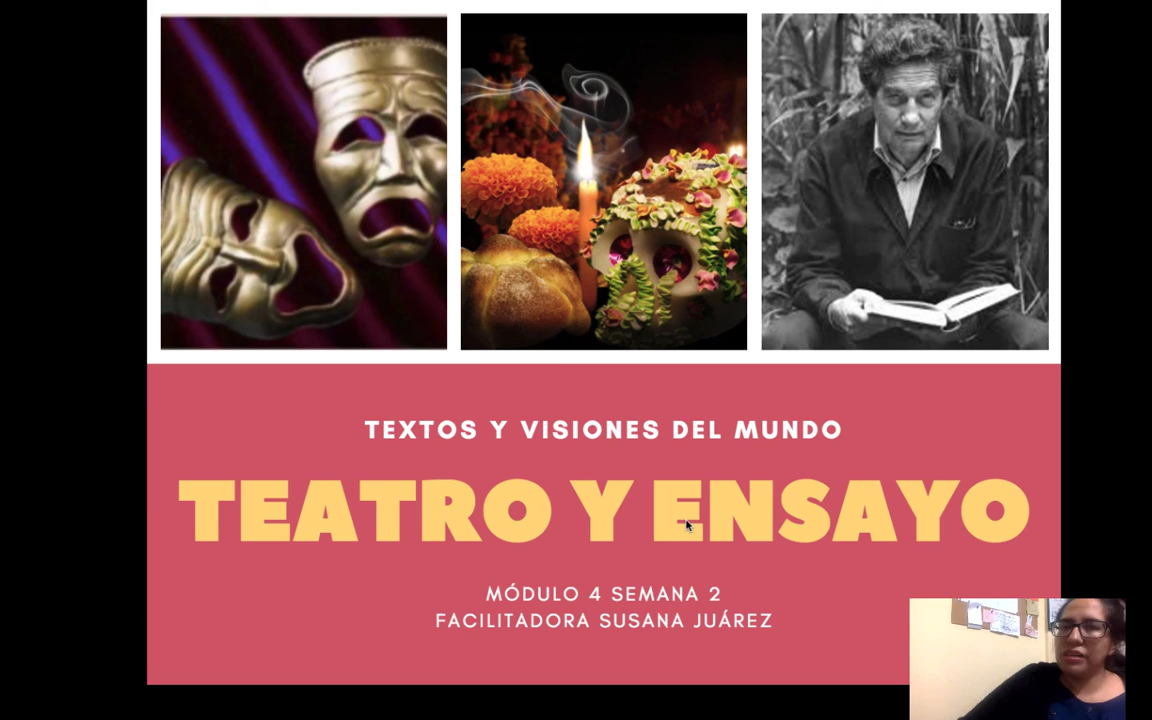 TEXTOS Y VISIONES DEL MUNDO
TEATRO Y ENSAYO
MÓDULO 4 SEMANA 2
FACILITADORA SUSANA JUÁREZ